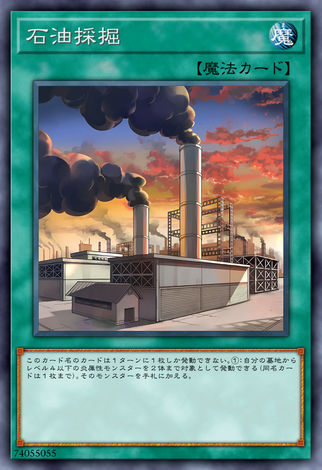 石油採掘
魔
【魔法カード】
このカード名のカードは1ターンに1枚しか発動できない。①:自分の墓地から
レベル4以下の炎属性モンスターを2体まで対象として発動できる(同名カー
ドは1枚まで)。そのモンスターを手札に加える。
74055055